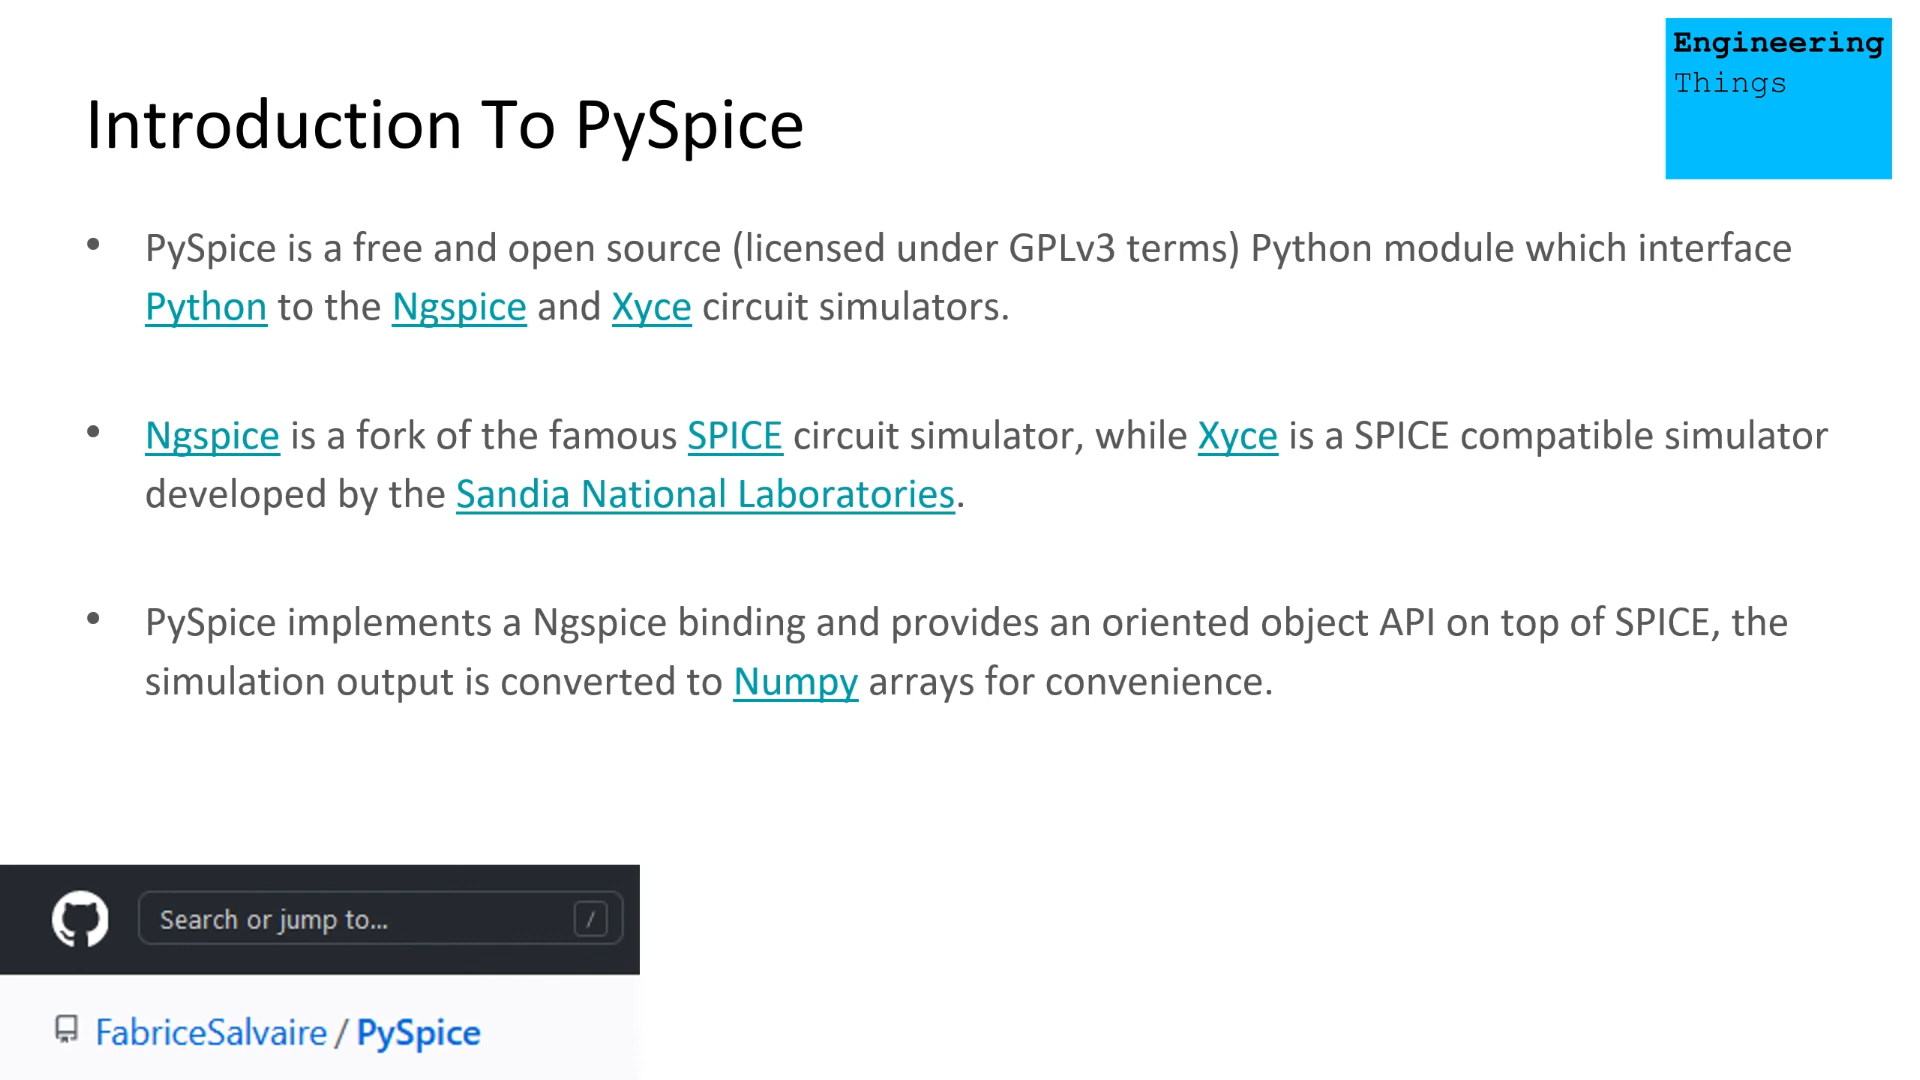 Engineering
Things
Introduction To PySpice
• PySpice is a free and open source (licensed under GPLv3 terms) Python module which interface
Python to the Ngspice and Xyce circuit simulators.
• Ngspice is a fork of the famous SPICE circuit simulator, while Xyce is a SPICE compatible simulator
developed by the Sandia National Laboratories.
• PySpice implements a Ngspice binding and provides an oriented object API on top of SPICE, the
simulation output is converted to Numpy arrays for convenience.
Search or jump to... /
FabriceSalvaire / PySpice